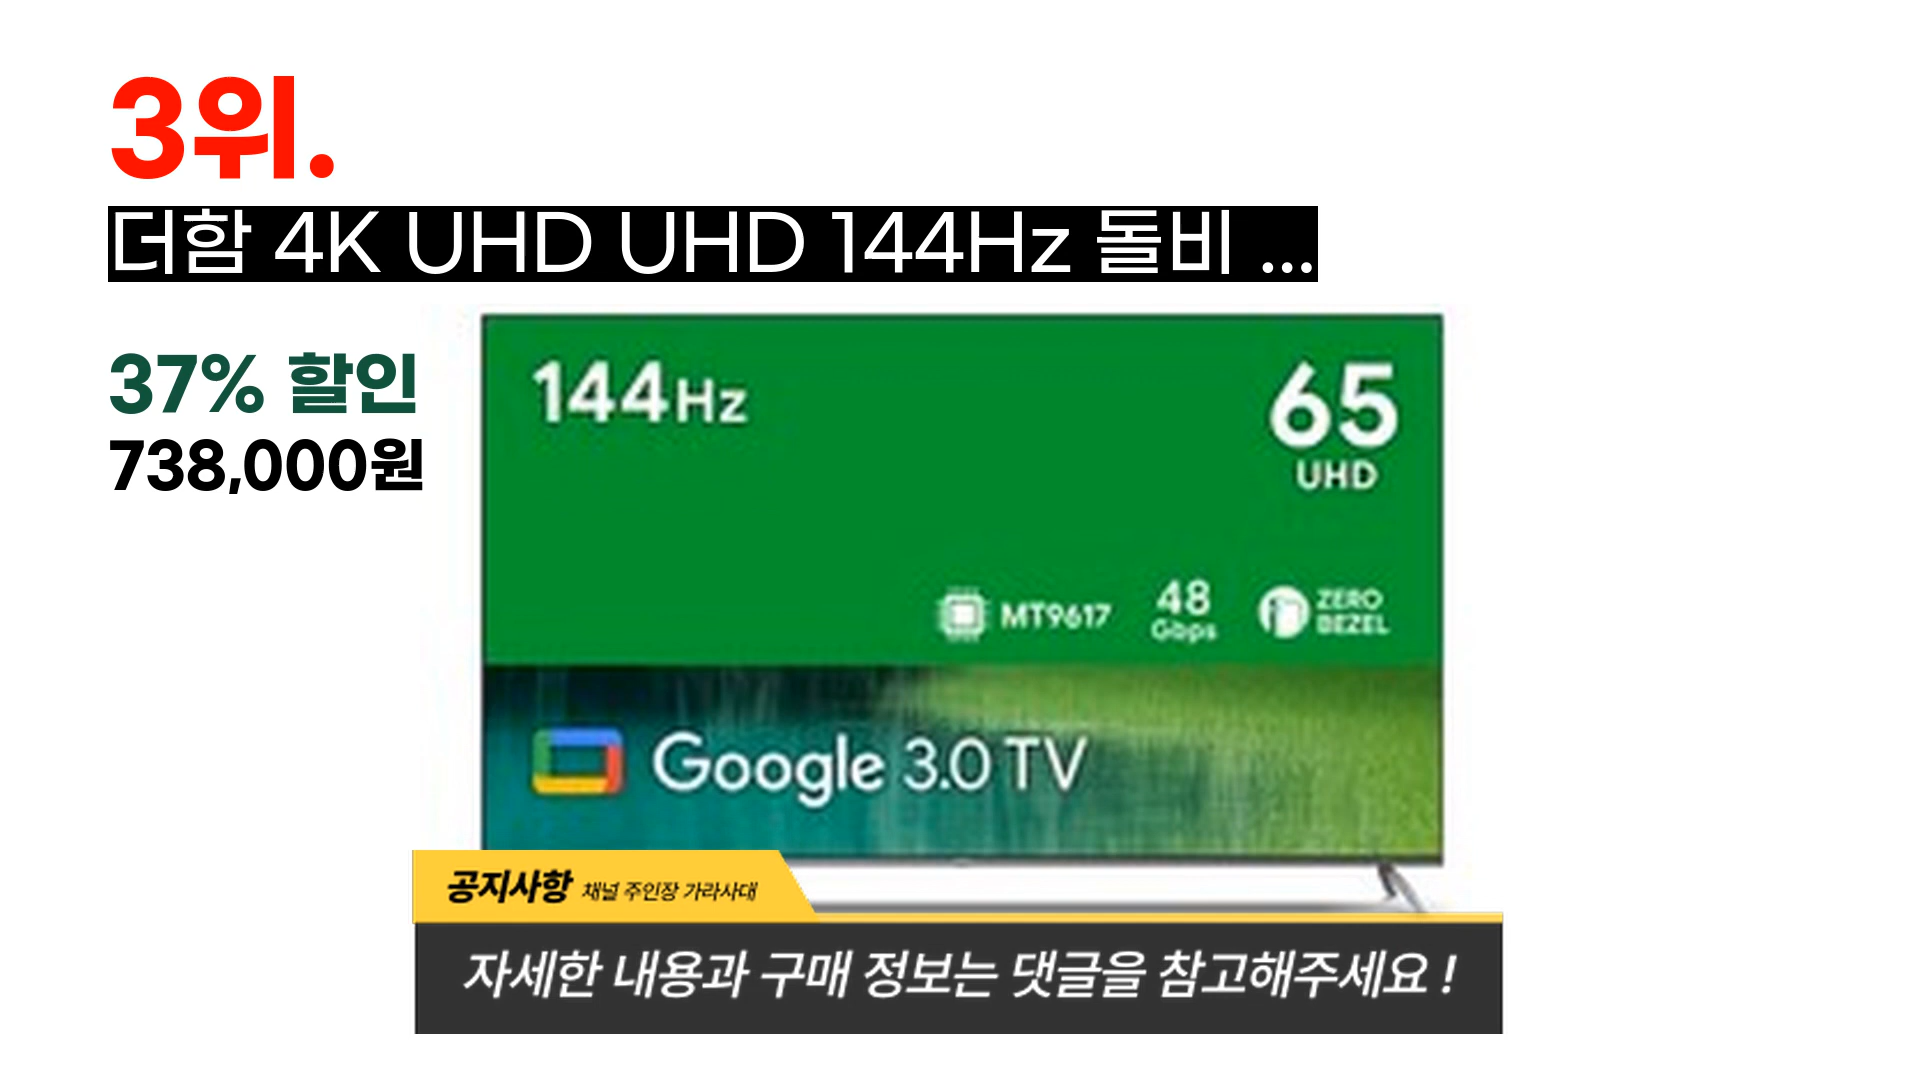 3위.
더함 4K UHD UHD 144Hz 돌비 ...
37% 할인
738,000원
144Hz
65
UHD
MT9617
48
Gbps
ZERO
BEZEL
Google 3.0 TV
공지사항 채널 주인장 가라사대
자세한 내용과 구매 정보는 댓글을 참고해주세요 !